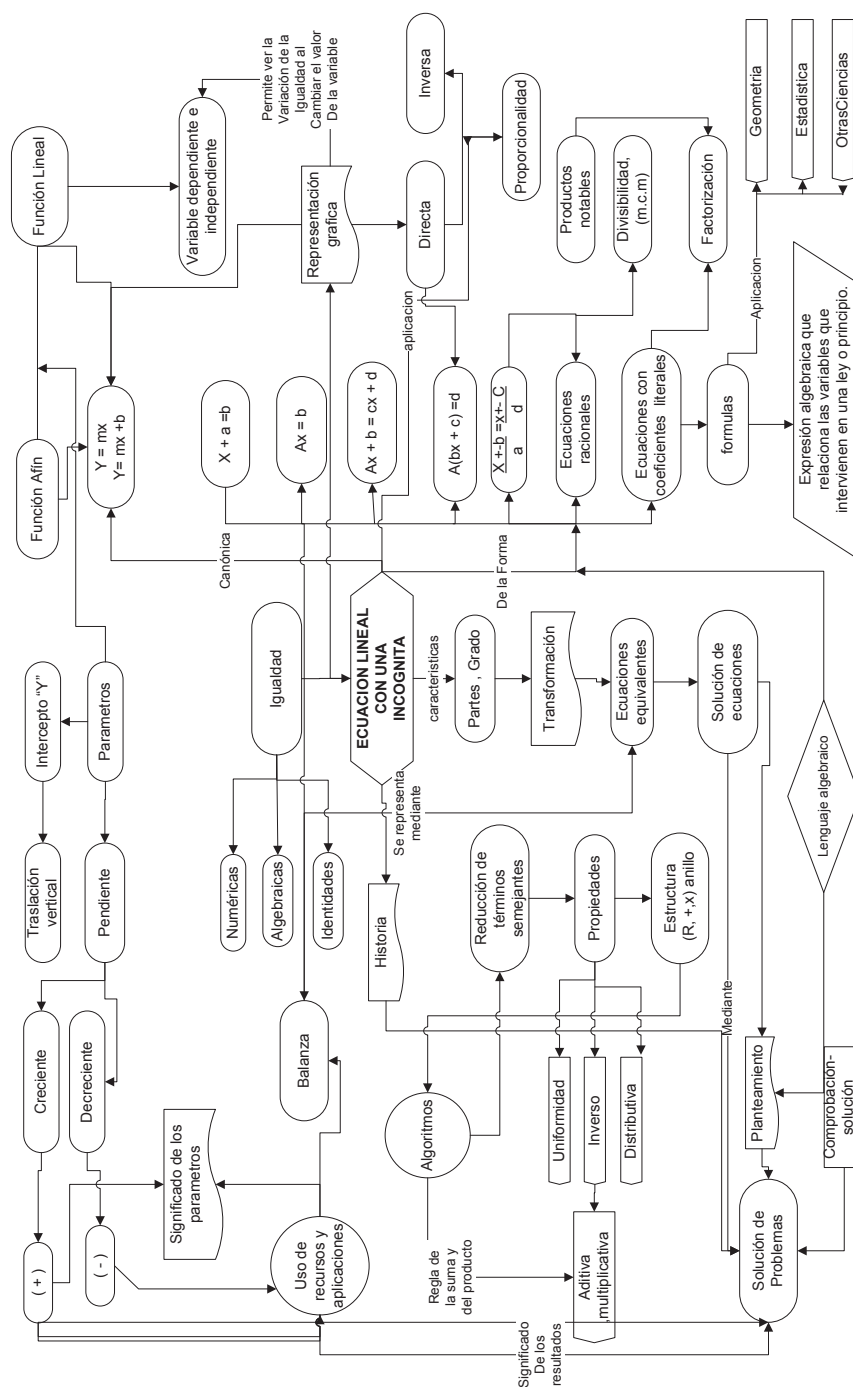 Función Lineal
Función Afín
Y = mx
Y= mx +b
Variable dependiente e
independiente
Permite ver la
Variación de la
Igualdad al
Cambiar el valor
De la variable
Representación
grafica
Directa
Inversa
Proporcionalidad
aplicacion
Canónica
X + a =b
Ax = b
Ax + b = cx + d
A(bx + c) =d
X +-b =x+- C
a d
Ecuaciones
racionales
Ecuaciones con
coeficientes literales
Productos
notables
Divisibilidad,
(m.c.m)
Factorización
formulas
Aplicacion
Geometria
Estadistica
OtrasCiencias
Expresión algebraica que
relaciona las variables que
intervienen en una ley o principio.
De la Forma
Intercepto “Y”
Parametros
Traslación
vertical
Pendiente
Creciente
Decreciente
( + )
( - )
Significado de los
parametros
Uso de
recursos y
aplicaciones
Significado
De los
resultados
Igualdad
Numéricas
Algebraicas
Identidades
Balanza
ECUACION LINEAL
CON UNA
INCOGNITA
Se representa
mediante
Historia
características
Partes , Grado
Transformación
Ecuaciones
equivalentes
Solución de
ecuaciones
Reducción de
términos
semejantes
Propiedades
Estructura
(R, +,x) anillo
Algoritmos
Uniformidad
Inverso
Distributiva
Regla de
la suma y
del producto
Aditiva
,multiplicativa
Mediante
Lenguaje algebraico
Planteamiento
Comprobación-
solución
Solución de
Problemas